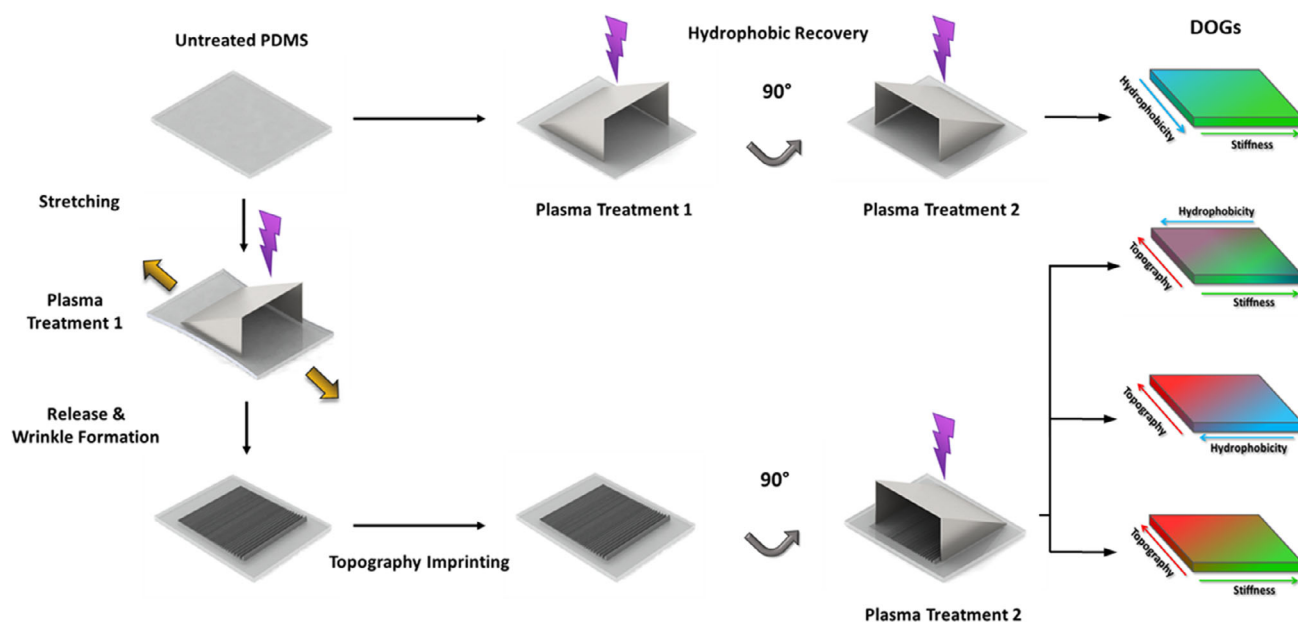 Untreated PDMS
Hydrophobic Recovery
DOGs
90°
Hydrophobicity
Stiffness
Plasma Treatment 1
Plasma Treatment 2
Stretching
Hydrophobicity
Topography
Stiffness
Plasma
Treatment 1
Topography
Hydrophobicity
Release &
Wrinkle Formation
90°
Topography Imprinting
Topography
Stiffness
Plasma Treatment 2